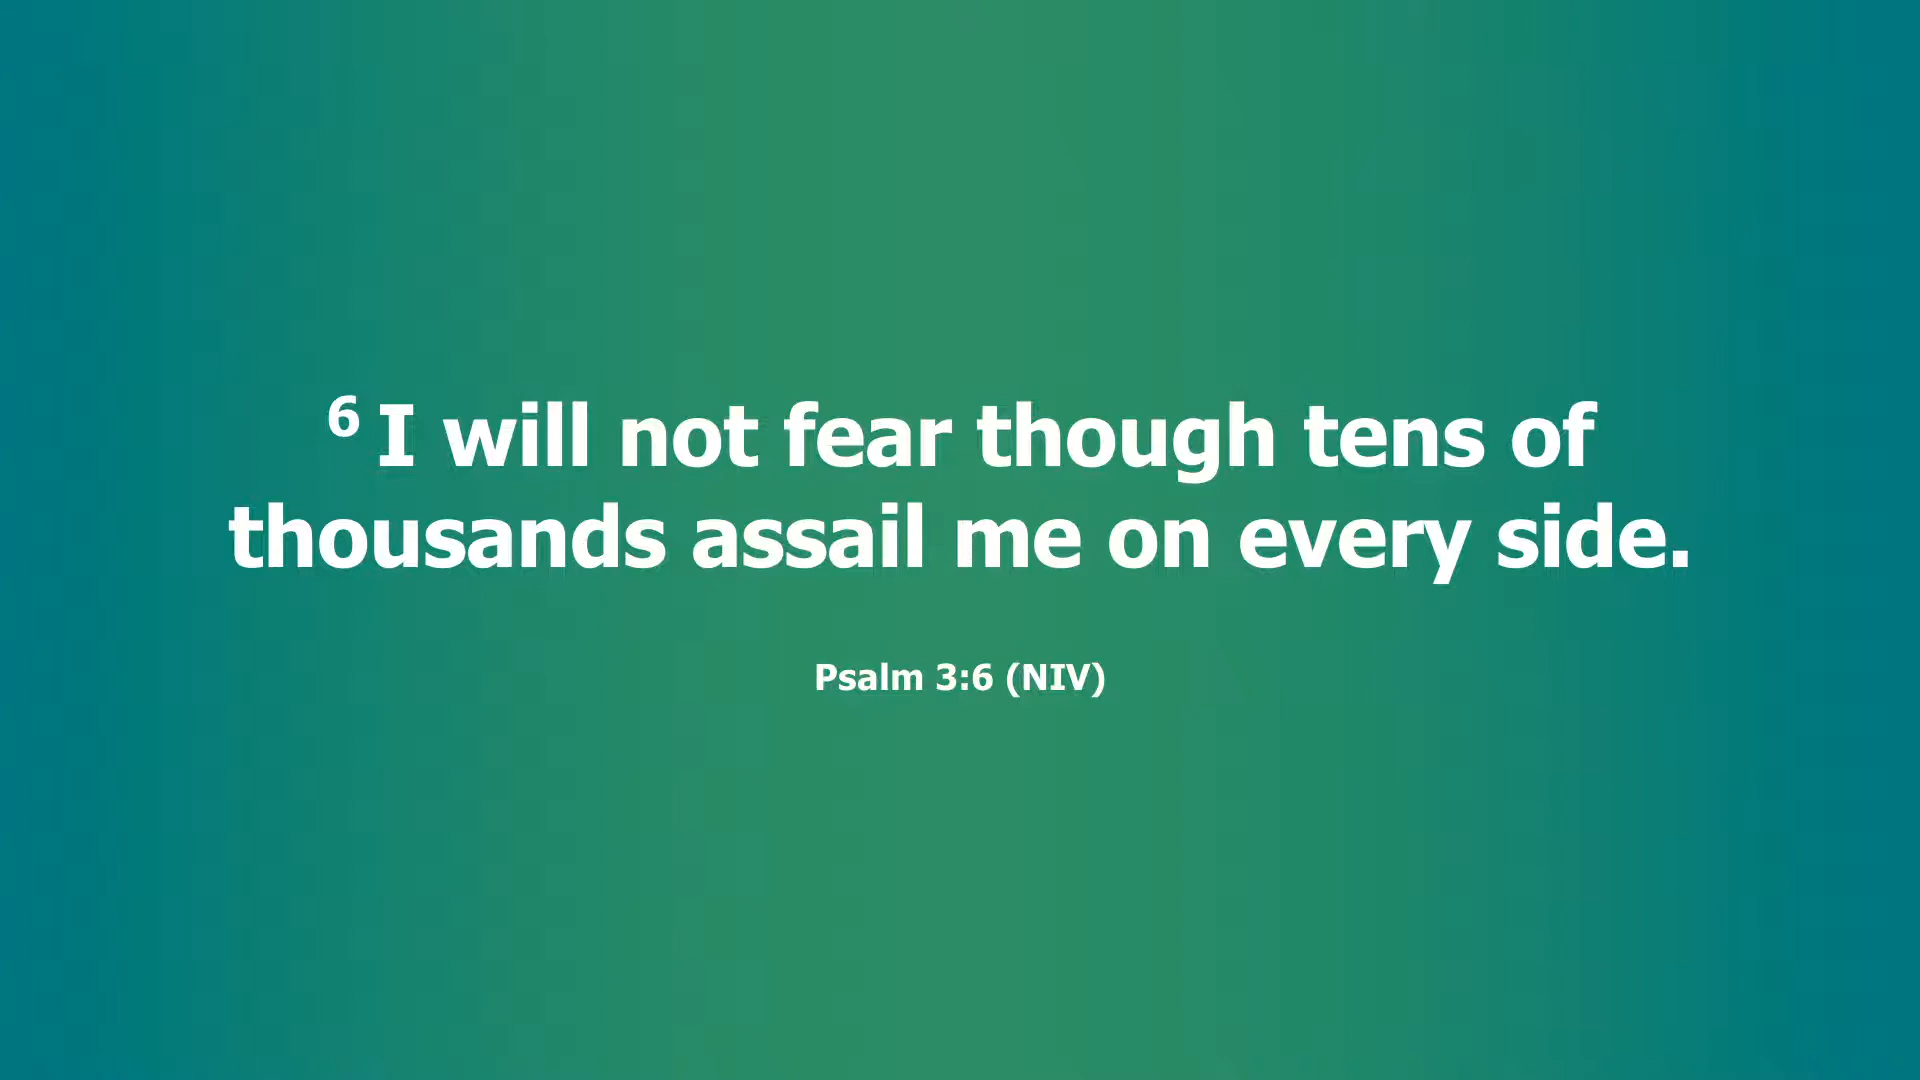 6 I will not fear though tens of
thousands assail me on every side.
Psalm 3:6 (NIV)